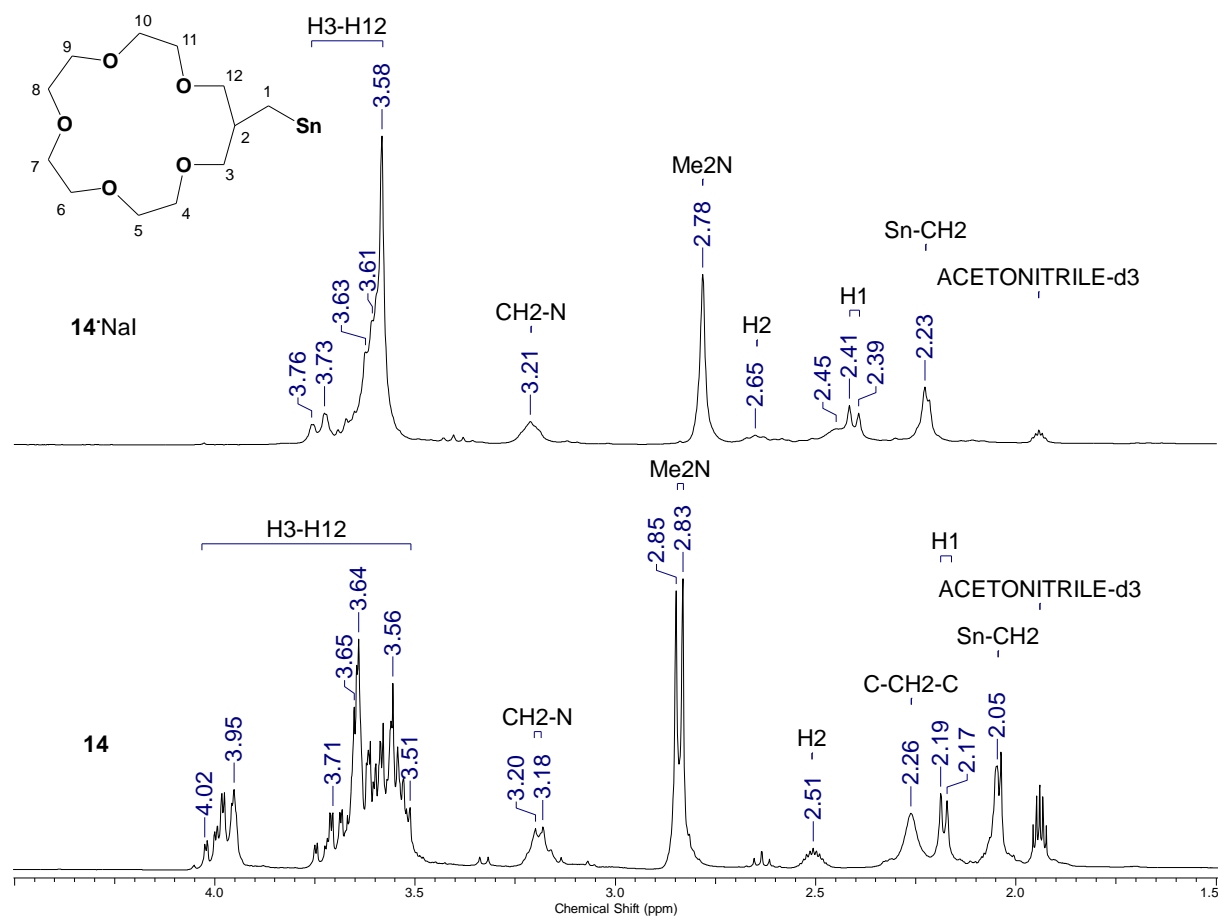 10
9
11
8
12
1
7
2
3
6
4
5
O
O
O
O
O
Sn
H3-H12
3.58
Me2N
2.78
Sn-CH2
ACETONITRILE-d3
14·NaI
3.76
3.73
3.63
3.61
CH2-N
3.21
H2
2.65
H1
2.45
2.41
2.39
2.23
H3-H12
Me2N
2.85
2.83
H1
ACETONITRILE-d3
Sn-CH2
C-CH2-C
14
4.02
3.95
3.71
3.65
3.64
3.56
3.51
CH2-N
3.20
3.18
H2
2.51
2.26
2.19
2.17
2.05
4.0
3.5
3.0
2.5
2.0
1.5
Chemical Shift (ppm)